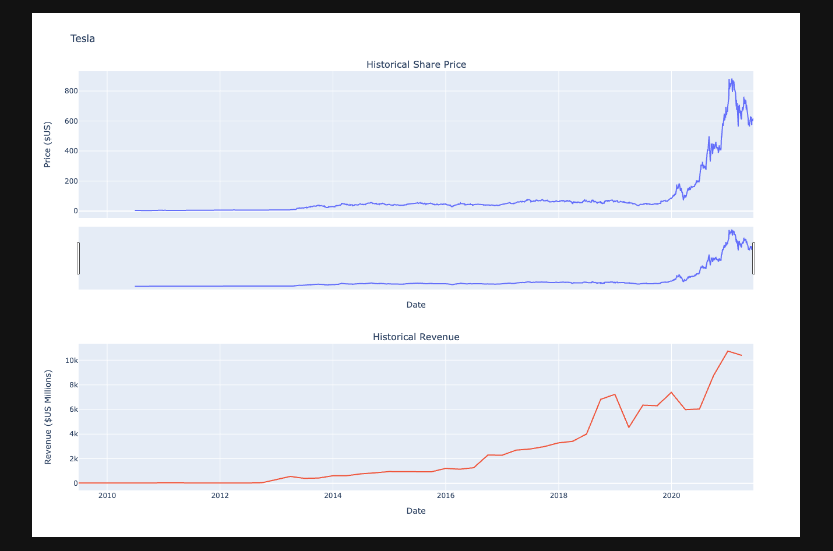 Tesla
Historical Share Price
800
600
400
200
0
Price ($US)
Date
Historical Revenue
10k
8k
6k
4k
2k
0
Revenue ($US Millions)
2010 2012 2014 2016 2018 2020
Date